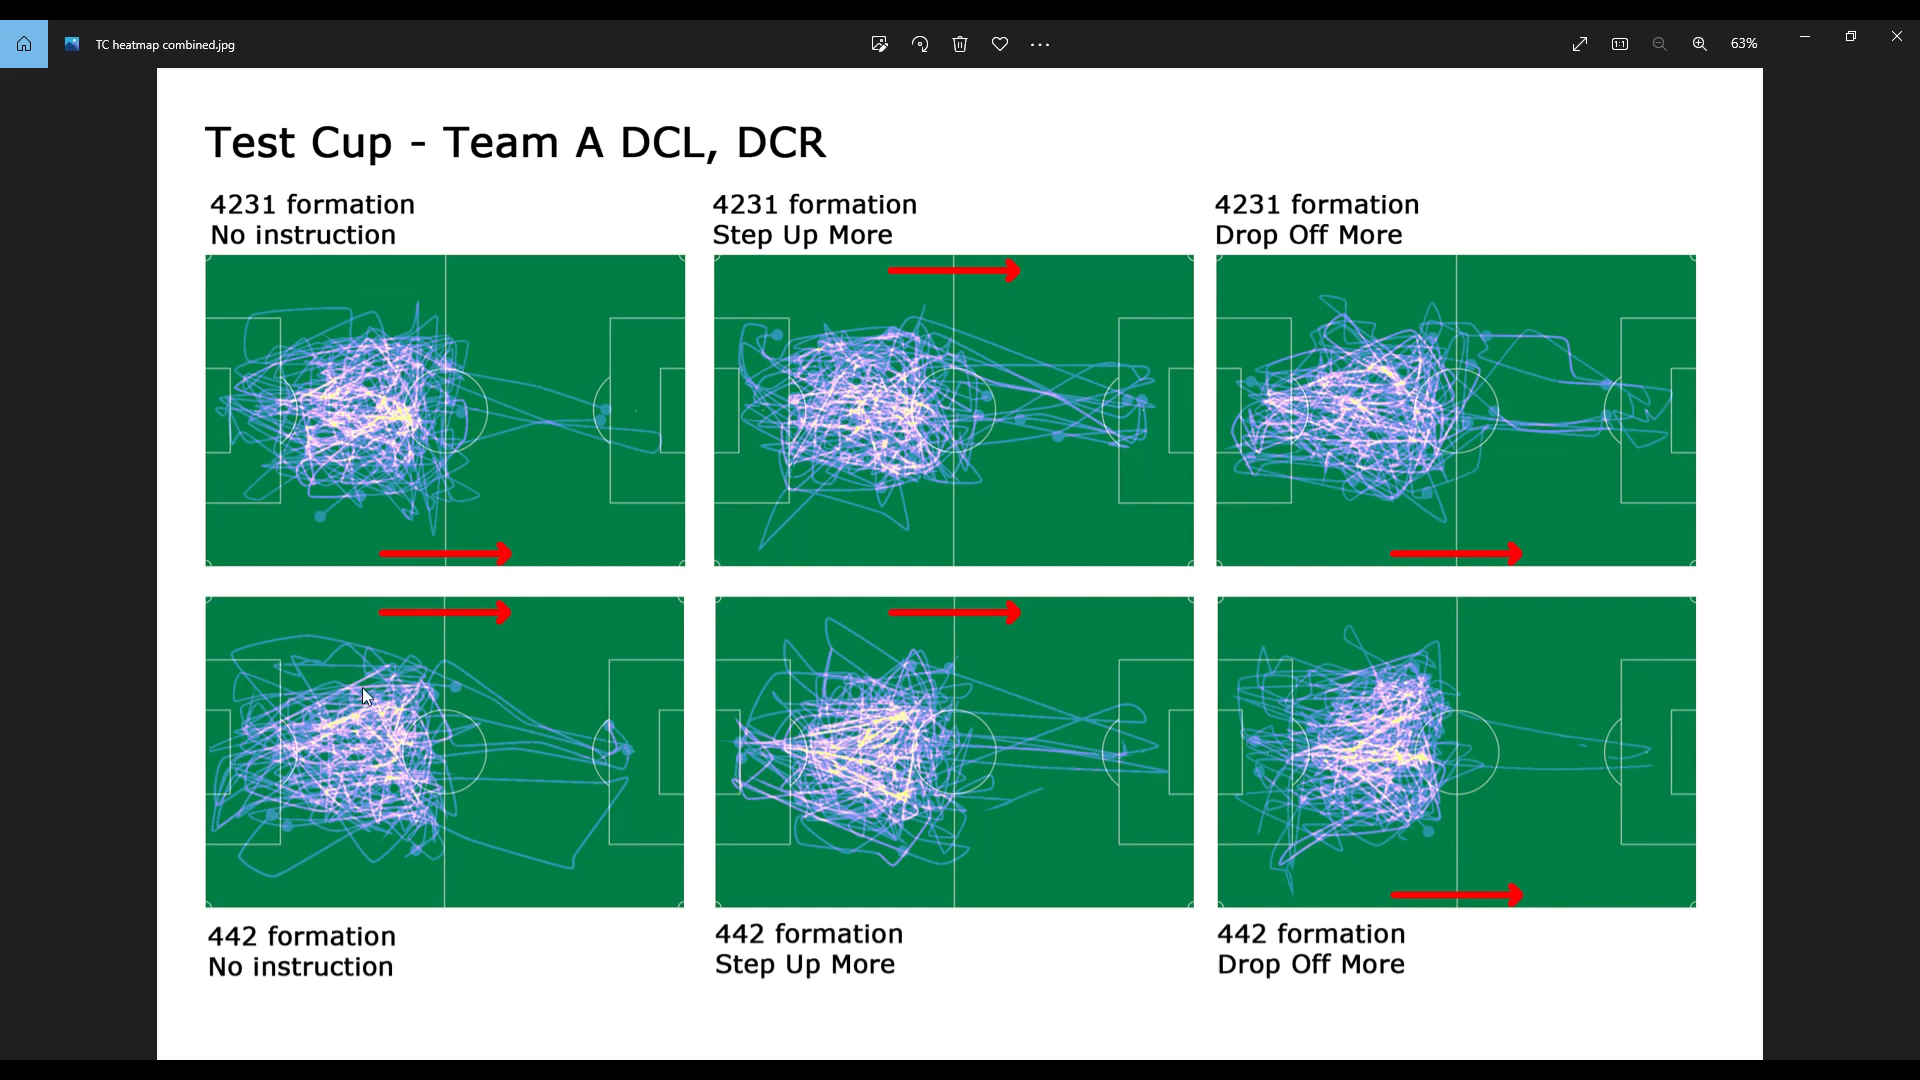 TC heatmap combined.jpg
63%
Test Cup - Team A DCL, DCR
4231 formation
No instruction
4231 formation
Step Up More
4231 formation
Drop Off More
442 formation
No instruction
442 formation
Step Up More
442 formation
Drop Off More